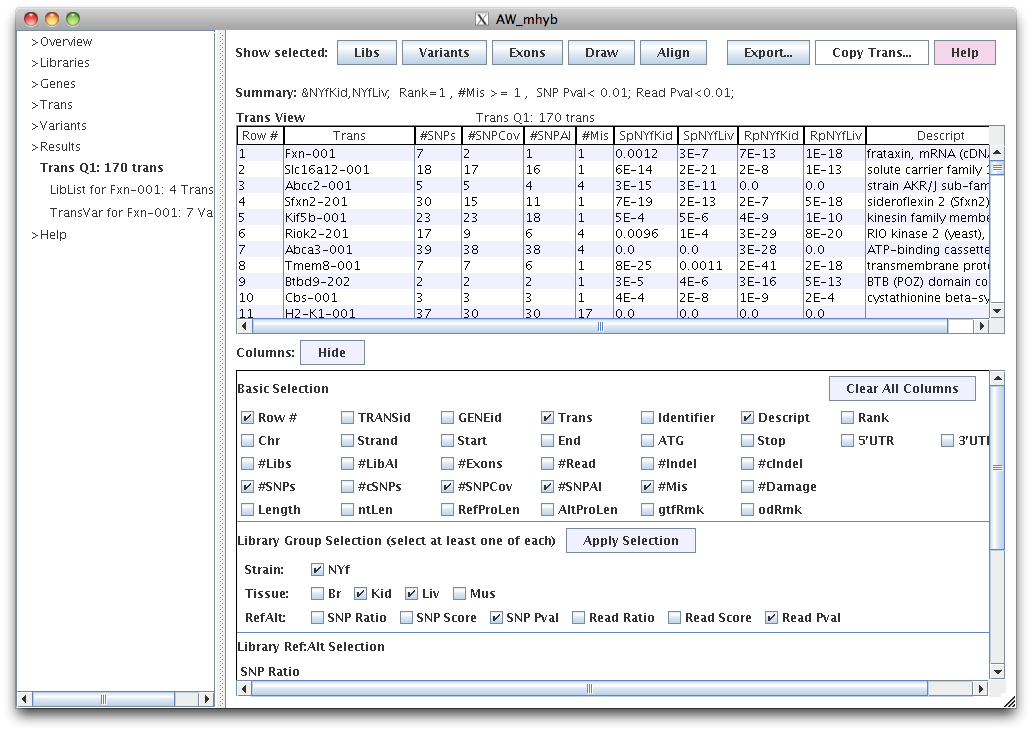 AW_mhyb
>Overview
>Libraries
>Genes
>Trans
>Variants
>Results
Trans Q1: 170 trans
LibList for Fxn-001: 4 Trans
TransVar for Fxn-001: 7 Va
>Help
Show selected: Libs Variants Exons Draw Align Export... Copy Trans... Help
Summary: &NYfKid,NYfLiv; Rank=1 , #Mis >= 1 , SNP Pval< 0.01; Read Pval<0.01;
Trans View Trans Q1: 170 trans
Row # Trans #SNPs #SNPCov #SNPAI #Mis SpNYfKid SpNYfLiv RpNYfKid RpNYfLiv Descript
1 Fxn-001 7 2 1 1 0.0012 3E-7 7E-13 1E-18 frataxin, mRNA (cDN
2 Slc16a12-001 18 17 16 1 6E-14 2E-21 2E-8 1E-13 solute carrier family
3 Abcc2-001 5 5 4 4 3E-15 3E-11 0.0 0.0 strain AKR/J sub-fam
4 Sfxn2-201 30 15 11 1 7E-19 2E-13 2E-7 5E-18 sideroflexin 2 (Sfxn2)
5 Kif5b-001 23 23 18 1 5E-4 5E-6 4E-9 1E-10 kinesin family membe
6 Riok2-201 17 9 6 4 0.0096 1E-4 3E-29 8E-20 RIO kinase 2 (yeast),
7 Abca3-001 39 38 38 4 0.0 0.0 3E-28 0.0 ATP-binding cassette
8 Tmem8-001 7 7 6 1 8E-25 0.0011 2E-41 2E-18 transmembrane prot
9 Btbd9-202 2 2 2 1 3E-5 4E-6 3E-16 5E-13 BTB (POZ) domain co
10 Cbs-001 3 3 3 1 4E-4 2E-8 1E-9 2E-4 cystathionine beta-sy
11 H2-K1-001 37 30 30 17 0.0 0.0 0.0 0.0
Columns: Hide
Basic Selection Clear All Columns
Row # TRANSid GENEid Trans Identifier Descript Rank
Chr Strand Start End ATG Stop 5'UTR 3'UTI
#Libs #LibAI #Exons #Read #Indel #cIndel
#SNPs #cSNPs #SNPCov #SNPAI #Mis #Damage
Length ntLen RefProLen AltProLen gtfRmk odRmk
Library Group Selection (select at least one of each) Apply Selection
Strain: NYf
Tissue: Br Kid Liv Mus
RefAlt: SNP Ratio SNP Score SNP Pval Read Ratio Read Score Read Pval
Library Ref:Alt Selection
SNP Ratio